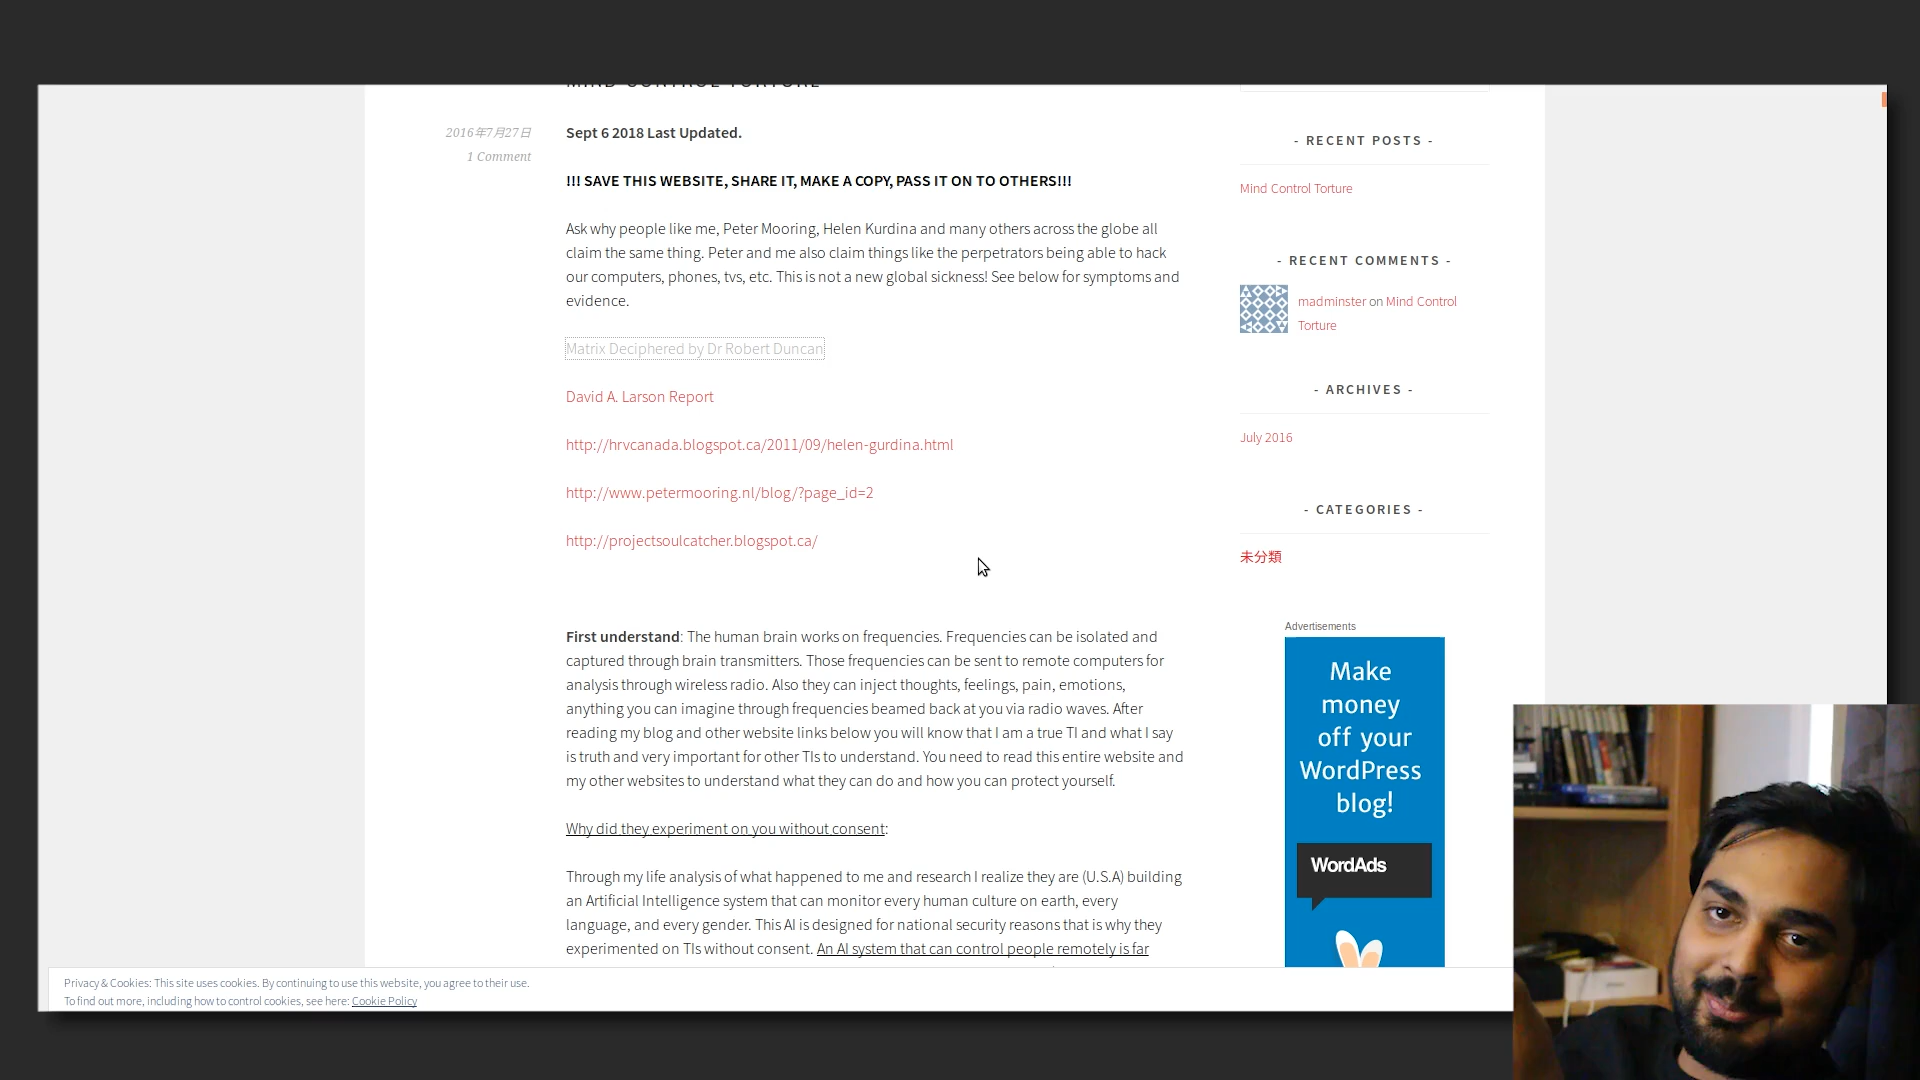 MIND CONTROL TORTURE
2016年7月27日
1 Comment
Sept 6 2018 Last Updated.
!!! SAVE THIS WEBSITE, SHARE IT, MAKE A COPY, PASS IT ON TO OTHERS!!!
Ask why people like me, Peter Mooring, Helen Kurdina and many others across the globe all
claim the same thing. Peter and me also claim things like the perpetrators being able to hack
our computers, phones, tvs, etc. This is not a new global sickness! See below for symptoms and
evidence.
Matrix Deciphered by Dr Robert Duncan
David A. Larson Report
http://hrvcanada.blogspot.ca/2011/09/helen-gurdina.html
http://www.petermooring.nl/blog/?page_id=2
http://projectsoulcatcher.blogspot.ca/
First understand: The human brain works on frequencies. Frequencies can be isolated and
captured through brain transmitters. Those frequencies can be sent to remote computers for
analysis through wireless radio. Also they can inject thoughts, feelings, pain, emotions,
anything you can imagine through frequencies beamed back at you via radio waves. After
reading my blog and other website links below you will know that I am a true TI and what I say
is truth and very important for other TIs to understand. You need to read this entire website and
my other websites to understand what they can do and how you can protect yourself.
Why did they experiment on you without consent:
Through my life analysis of what happened to me and research I realize they are (U.S.A) building
an Artificial Intelligence system that can monitor every human culture on earth, every
language, and every gender. This AI is designed for national security reasons that is why they
experimented on TIs without consent. An AI system that can control people remotely is far
- RECENT POSTS -
Mind Control Torture
- RECENT COMMENTS -
madminster on Mind Control
Torture
- ARCHIVES -
July 2016
- CATEGORIES -
未分類
Advertisements
Make
money
off your
WordPress
blog!
WordAds
Privacy & Cookies: This site uses cookies. By continuing to use this website, you agree to their use.
To find out more, including how to control cookies, see here: Cookie Policy